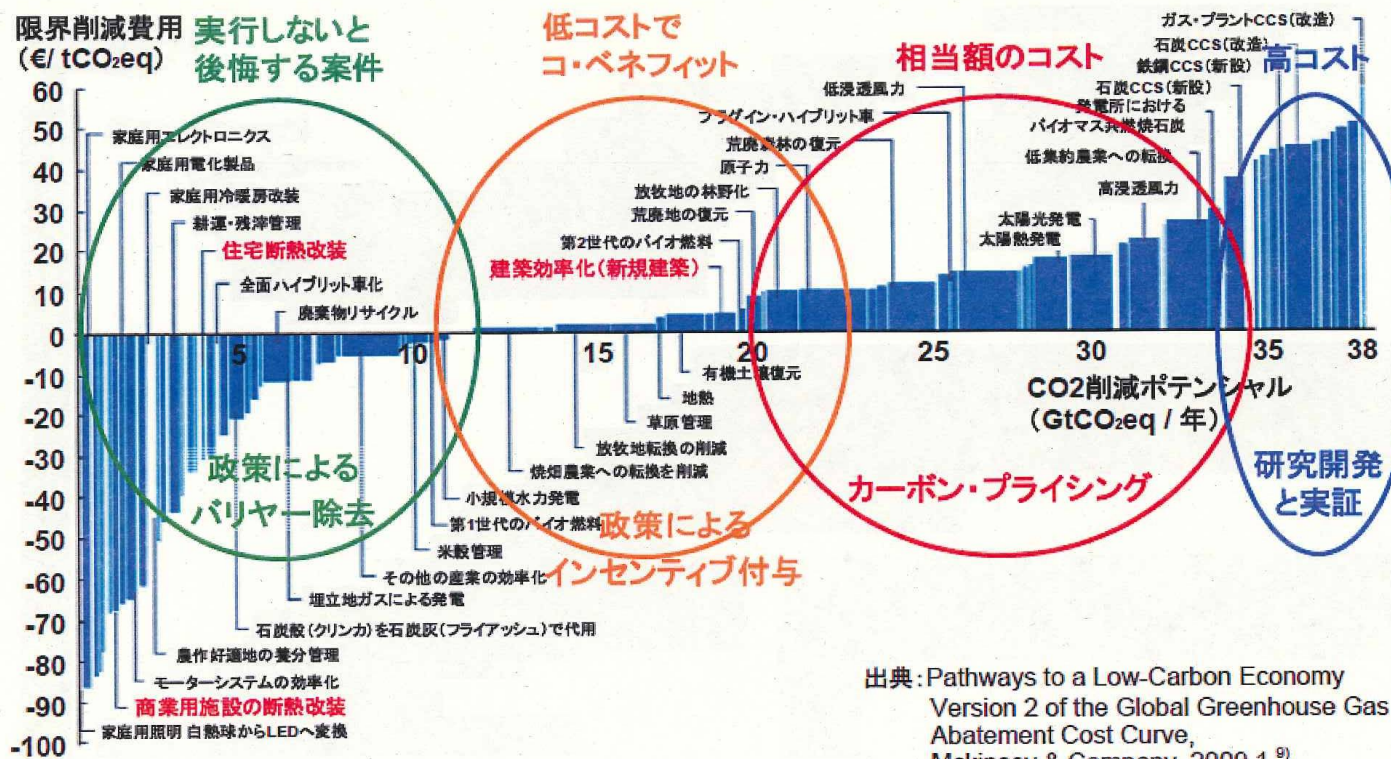 限界削減費用
(€/ tCO₂eq)
実行しないと
後悔する案件
低コストで
コ・ベネフィット
相当額のコスト
高コスト
ガス・プラントCCS(改造)
石炭CCS(改造)
鉄鋼CCS(新設)
石炭CCS(新設)
発電所における
バイオマス共燃焼石炭
低集約農業への転換
高浸透風力
太陽光発電
太陽熱発電
低浸透風力
プラグイン・ハイブリット車
荒廃森林の復元
原子力
放牧地の林野化
荒廃地の復元
第2世代のバイオ燃料
建築効率化(新規建築)
家庭用エレクトロニクス
家庭用電化製品
家庭用冷暖房改装
耕運・残滓管理
住宅断熱改装
全面ハイブリット車化
廃棄物リサイクル
60
50
40
30
20
10
0
-10
-20
-30
-40
-50
-60
-70
-80
-90
-100
5
10
15
20
25
30
35
38
CO2削減ポテンシャル
(GtCO₂eq / 年)
有機土壌復元
地熱
草原管理
放牧地転換の削減
焼畑農業への転換を削減
小規模水力発電
第1世代のバイオ燃料
米穀管理
その他の産業の効率化
埋立地ガスによる発電
石炭殻(クリンカ)を石炭灰(フライアッシュ)で代用
農作好適地の養分管理
モーターシステムの効率化
商業用施設の断熱改装
家庭用照明 白熱球からLEDへ変換
政策による
バリヤー除去
政策による
インセンティブ付与
カーボン・プライシング
研究開発
と実証
出典:Pathways to a Low-Carbon Economy
Version 2 of the Global Greenhouse Gas
Abatement Cost Curve,
Mckinsey & Company, 2009.1 ⁹⁾